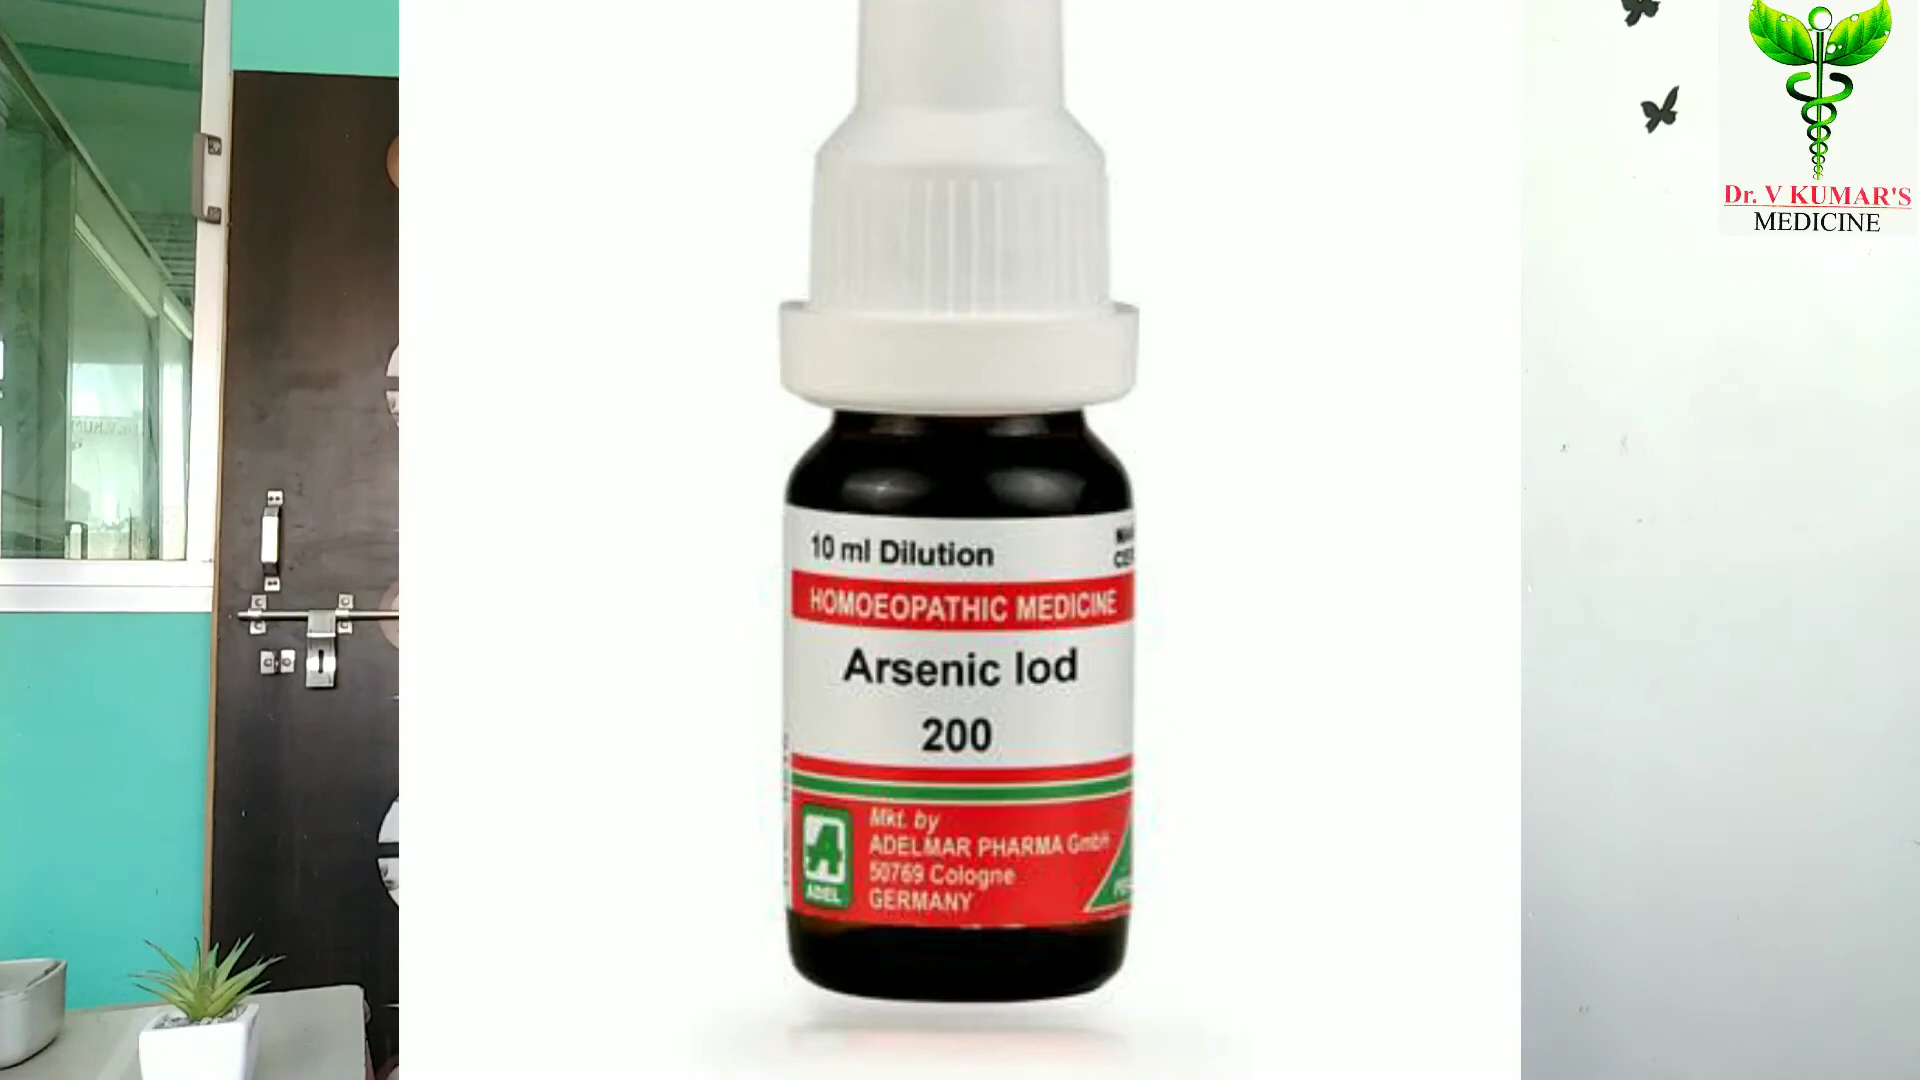 Dr. V KUMAR'S
MEDICINE
10 ml Dilution
HOMOEOPATHIC MEDICINE
Arsenic Iod
200
Mkt. by
ADELMAR PHARMA GmbH
50769 Cologne
GERMANY
ADEL